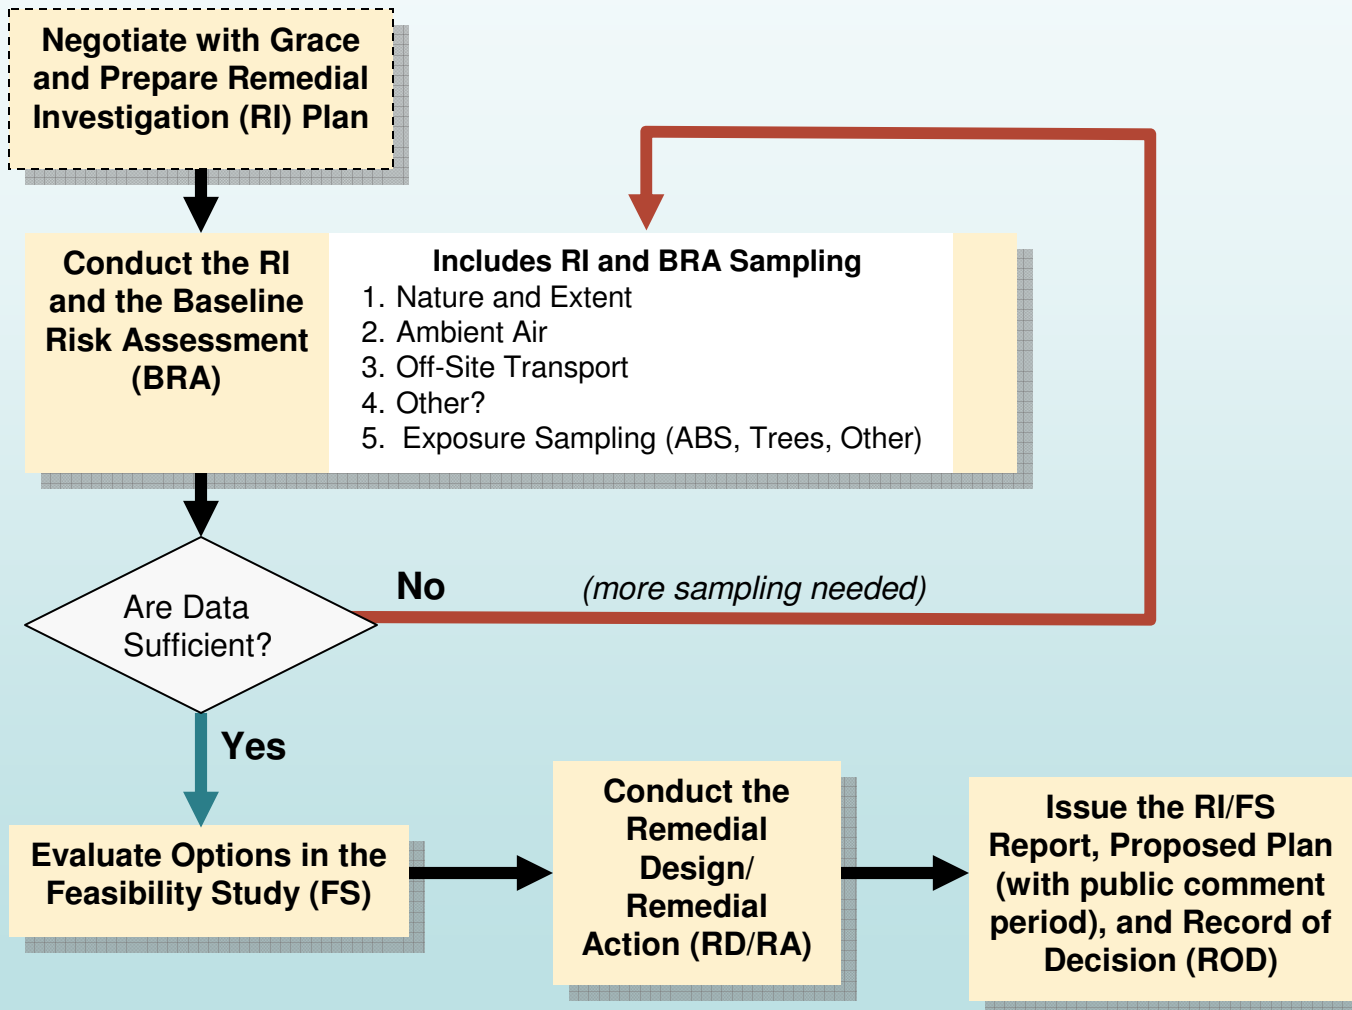 Negotiate with Grace
and Prepare Remedial
Investigation (RI) Plan
Conduct the RI
and the Baseline
Risk Assessment
(BRA)
Includes RI and BRA Sampling
1. Nature and Extent
2. Ambient Air
3. Off-Site Transport
4. Other?
5. Exposure Sampling (ABS, Trees, Other)
Are Data
Sufficient?
No
(more sampling needed)
Yes
Evaluate Options in the
Feasibility Study (FS)
Conduct the
Remedial
Design/
Remedial
Action (RD/RA)
Issue the RI/FS
Report, Proposed Plan
(with public comment
period), and Record of
Decision (ROD)